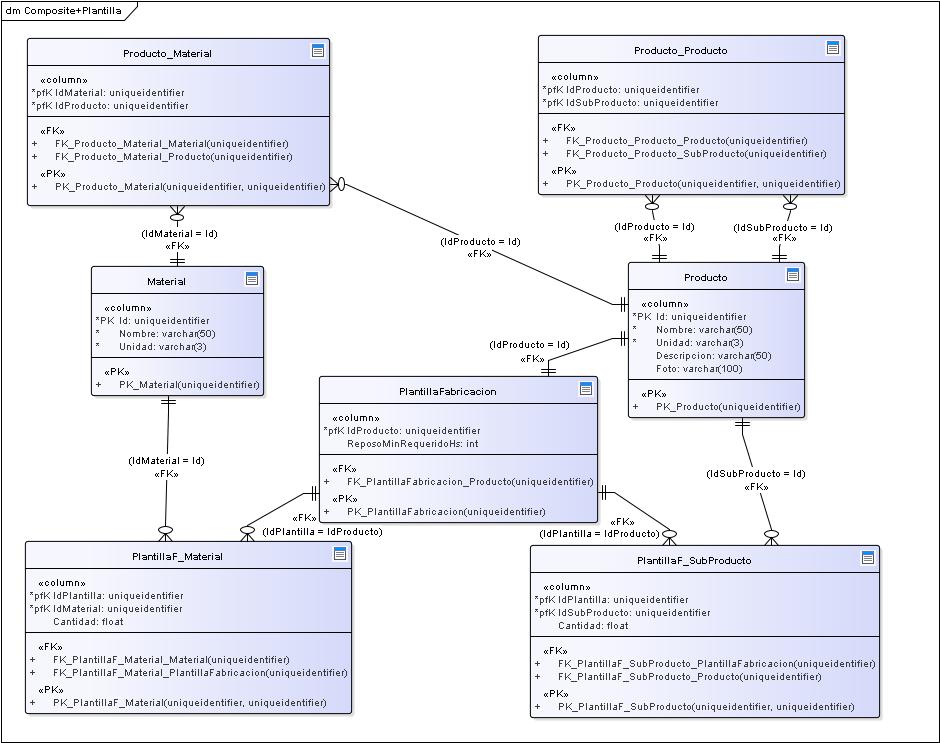 dm Composite+Plantilla
Producto_Material
«column»
*pfK IdMaterial: uniqueidentifier
*pfK IdProducto: uniqueidentifier
«FK»
+ FK_Producto_Material_Material(uniqueidentifier)
+ FK_Producto_Material_Producto(uniqueidentifier)
«PK»
+ PK_Producto_Material(uniqueidentifier, uniqueidentifier)
Producto_Producto
«column»
*pfK IdProducto: uniqueidentifier
*pfK IdSubProducto: uniqueidentifier
«FK»
+ FK_Producto_Producto_Producto(uniqueidentifier)
+ FK_Producto_Producto_SubProducto(uniqueidentifier)
«PK»
+ PK_Producto_Producto(uniqueidentifier, uniqueidentifier)
(IdMaterial = Id)
«FK»
(IdProducto = Id)
«FK»
(IdProducto = Id)
«FK»
(IdSubProducto = Id)
«FK»
Material
«column»
*PK Id: uniqueidentifier
* Nombre: varchar(50)
* Unidad: varchar(3)
«PK»
+ PK_Material(uniqueidentifier)
Producto
«column»
*PK Id: uniqueidentifier
* Nombre: varchar(50)
* Unidad: varchar(3)
Descripcion: varchar(50)
Foto: varchar(100)
«PK»
+ PK_Producto(uniqueidentifier)
(IdProducto = Id)
«FK»
PlantillaFabricacion
«column»
*pfK IdProducto: uniqueidentifier
ReposoMinRequeridoHs: int
«FK»
+ FK_PlantillaFabricacion_Producto(uniqueidentifier)
«PK»
+ PK_PlantillaFabricacion(uniqueidentifier)
(IdMaterial = Id)
«FK»
(IdSubProducto = Id)
«FK»
«FK»
(IdPlantilla = IdProducto)
«FK»
(IdPlantilla = IdProducto)
PlantillaF_Material
«column»
*pfK IdPlantilla: uniqueidentifier
*pfK IdMaterial: uniqueidentifier
Cantidad: float
«FK»
+ FK_PlantillaF_Material_Material(uniqueidentifier)
+ FK_PlantillaF_Material_PlantillaFabricacion(uniqueidentifier)
«PK»
+ PK_PlantillaF_Material(uniqueidentifier, uniqueidentifier)
PlantillaF_SubProducto
«column»
*pfK IdPlantilla: uniqueidentifier
*pfK IdSubProducto: uniqueidentifier
Cantidad: float
«FK»
+ FK_PlantillaF_SubProducto_PlantillaFabricacion(uniqueidentifier)
+ FK_PlantillaF_SubProducto_Producto(uniqueidentifier)
«PK»
+ PK_PlantillaF_SubProducto(uniqueidentifier, uniqueidentifier)